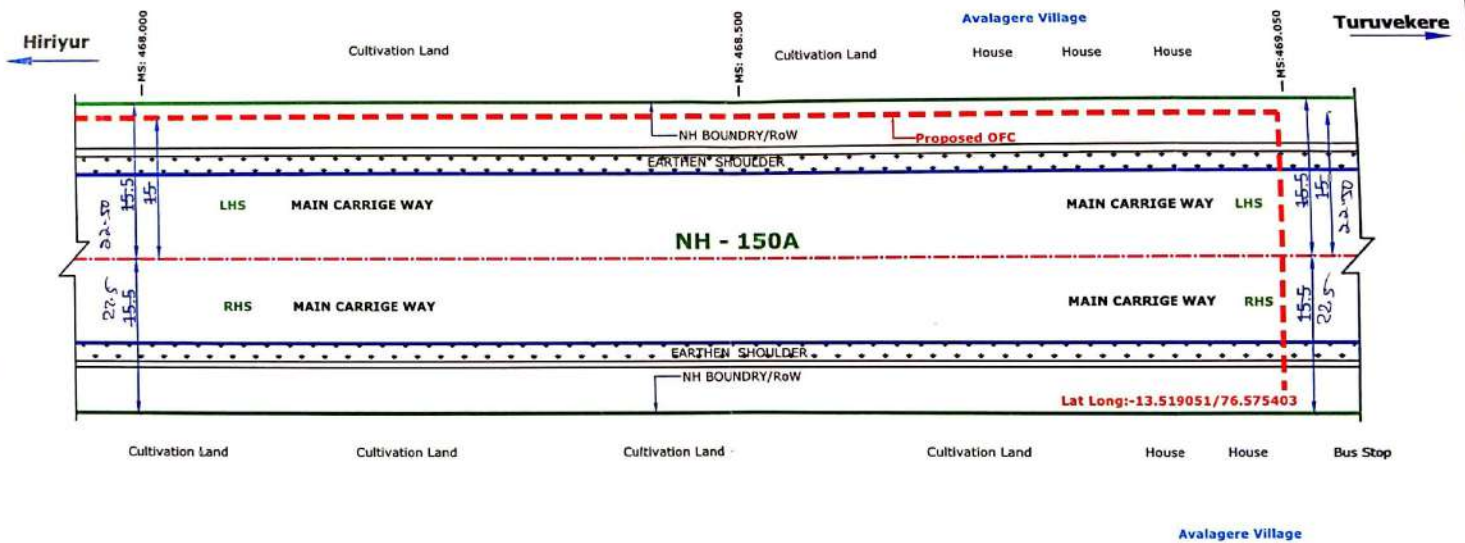 Avalagere Village
Hiriyur
Turuvekere
MS: 468.000
MS: 468.500
MS:469.050
Cultivation Land
Cultivation Land
House House House
NH BOUNDRY/RoW
Proposed OFC
EARTHEN SHOULDER
22.50
15.5
15
LHS MAIN CARRIGE WAY
MAIN CARRIGE WAY LHS
15.5
15
22.50
NH - 150A
22.5
15.5
RHS MAIN CARRIGE WAY
MAIN CARRIGE WAY RHS
15.5
22.5
EARTHEN SHOULDER
NH BOUNDRY/RoW
Lat Long:-13.519051/76.575403
Cultivation Land Cultivation Land Cultivation Land Cultivation Land House House Bus Stop
Avalagere Village